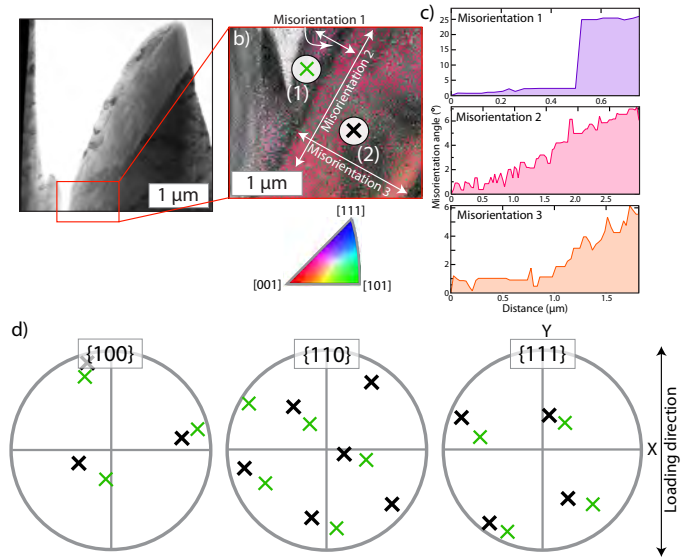 1 μm
b)
Misorientation 1
(1)
Misorientation 2
(2)
Misorientation 3
1 μm
[111]
[001]
[101]
c)
Misorientation 1
25
20
15
10
5
0
0.2
0.4
0.6
Misorientation 2
6
4
2
0
0
0.5
1.0
1.5
2.0
2.5
Misorientation 3
6
4
2
0
0
0.5
1.0
1.5
Misorientation angle (°)
Distance (μm)
d)
{100}
{110}
Y
{111}
X
Loading direction